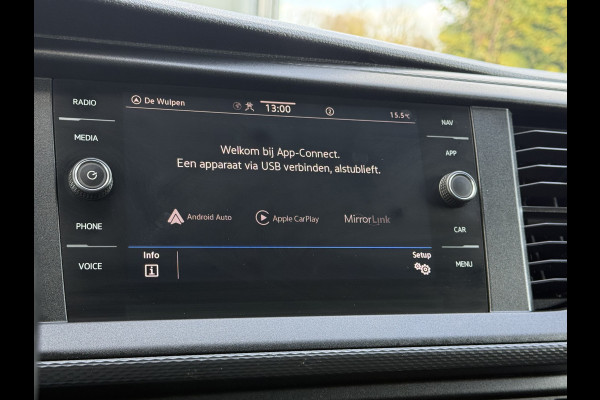 RADIO
MEDIA
PHONE
VOICE
De Wulpen
13:00
2
15.5°C
Welkom bij App-Connect.
Een apparaat via USB verbinden, alstublieft.
Android Auto
Apple CarPlay
MirrorLink
Info
Setup
NAV
APP
CAR
MENU